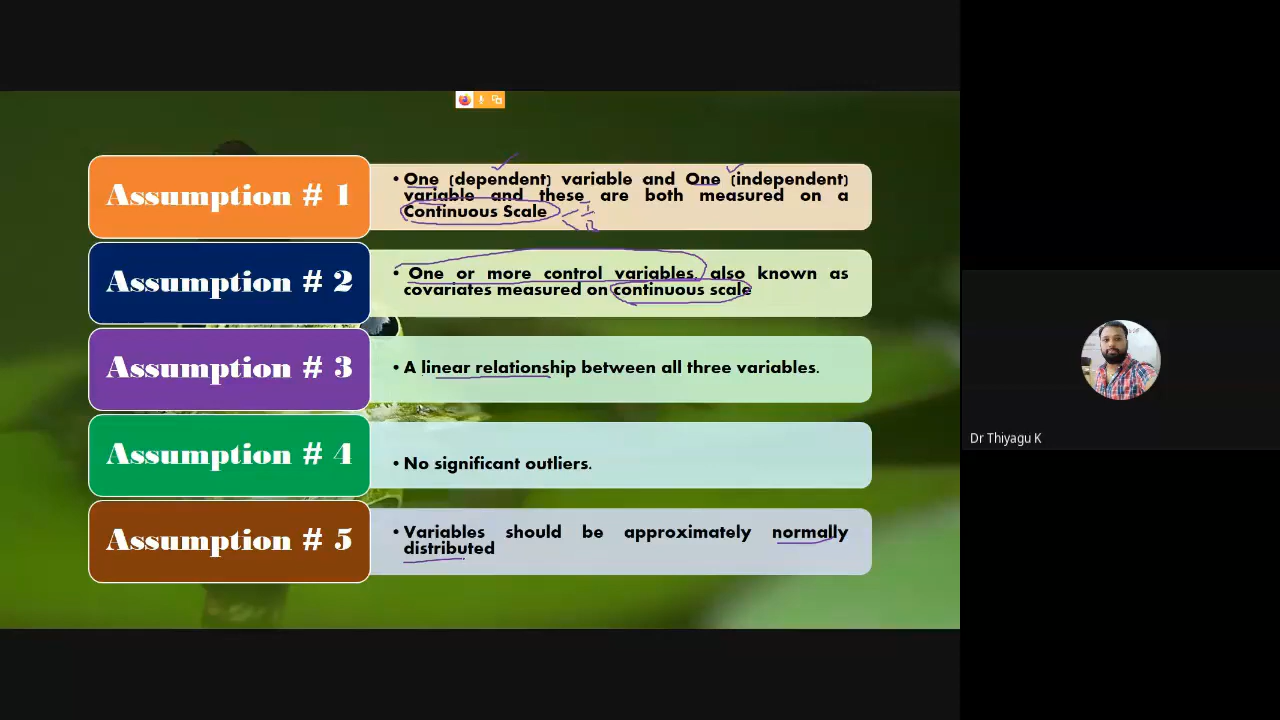 Assumption # 1
• One (dependent) variable and One (independent)
variable and these are both measured on a
Continuous Scale
I
R
Assumption # 2
• One or more control variables, also known as
covariates measured on continuous scale
Assumption # 3
• A linear relationship between all three variables.
Assumption # 4
• No significant outliers.
Assumption # 5
• Variables should be approximately normally
distributed
Dr Thiyagu K